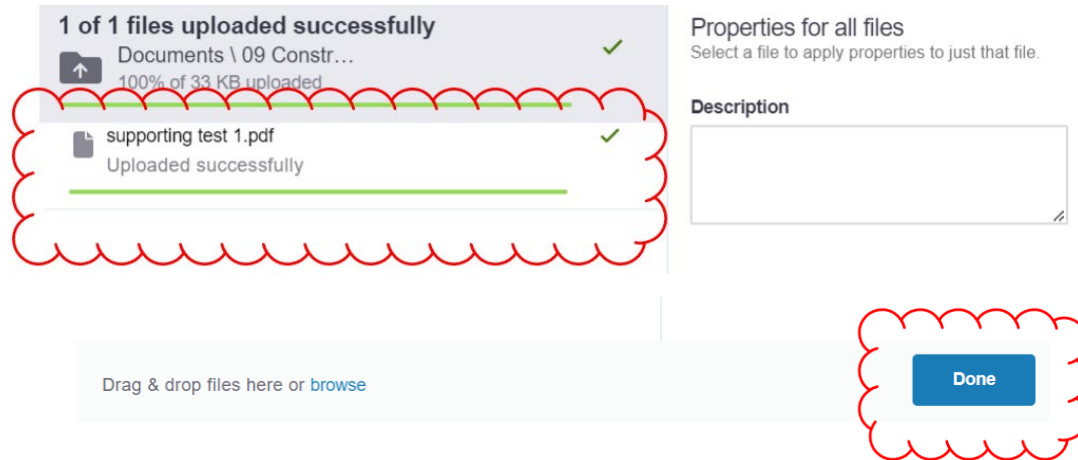 1 of 1 files uploaded successfully
Documents \ 09 Constr…
100% of 33 KB uploaded
supporting test 1.pdf
Uploaded successfully
Properties for all files
Select a file to apply properties to just that file.
Description
Drag & drop files here or browse
Done